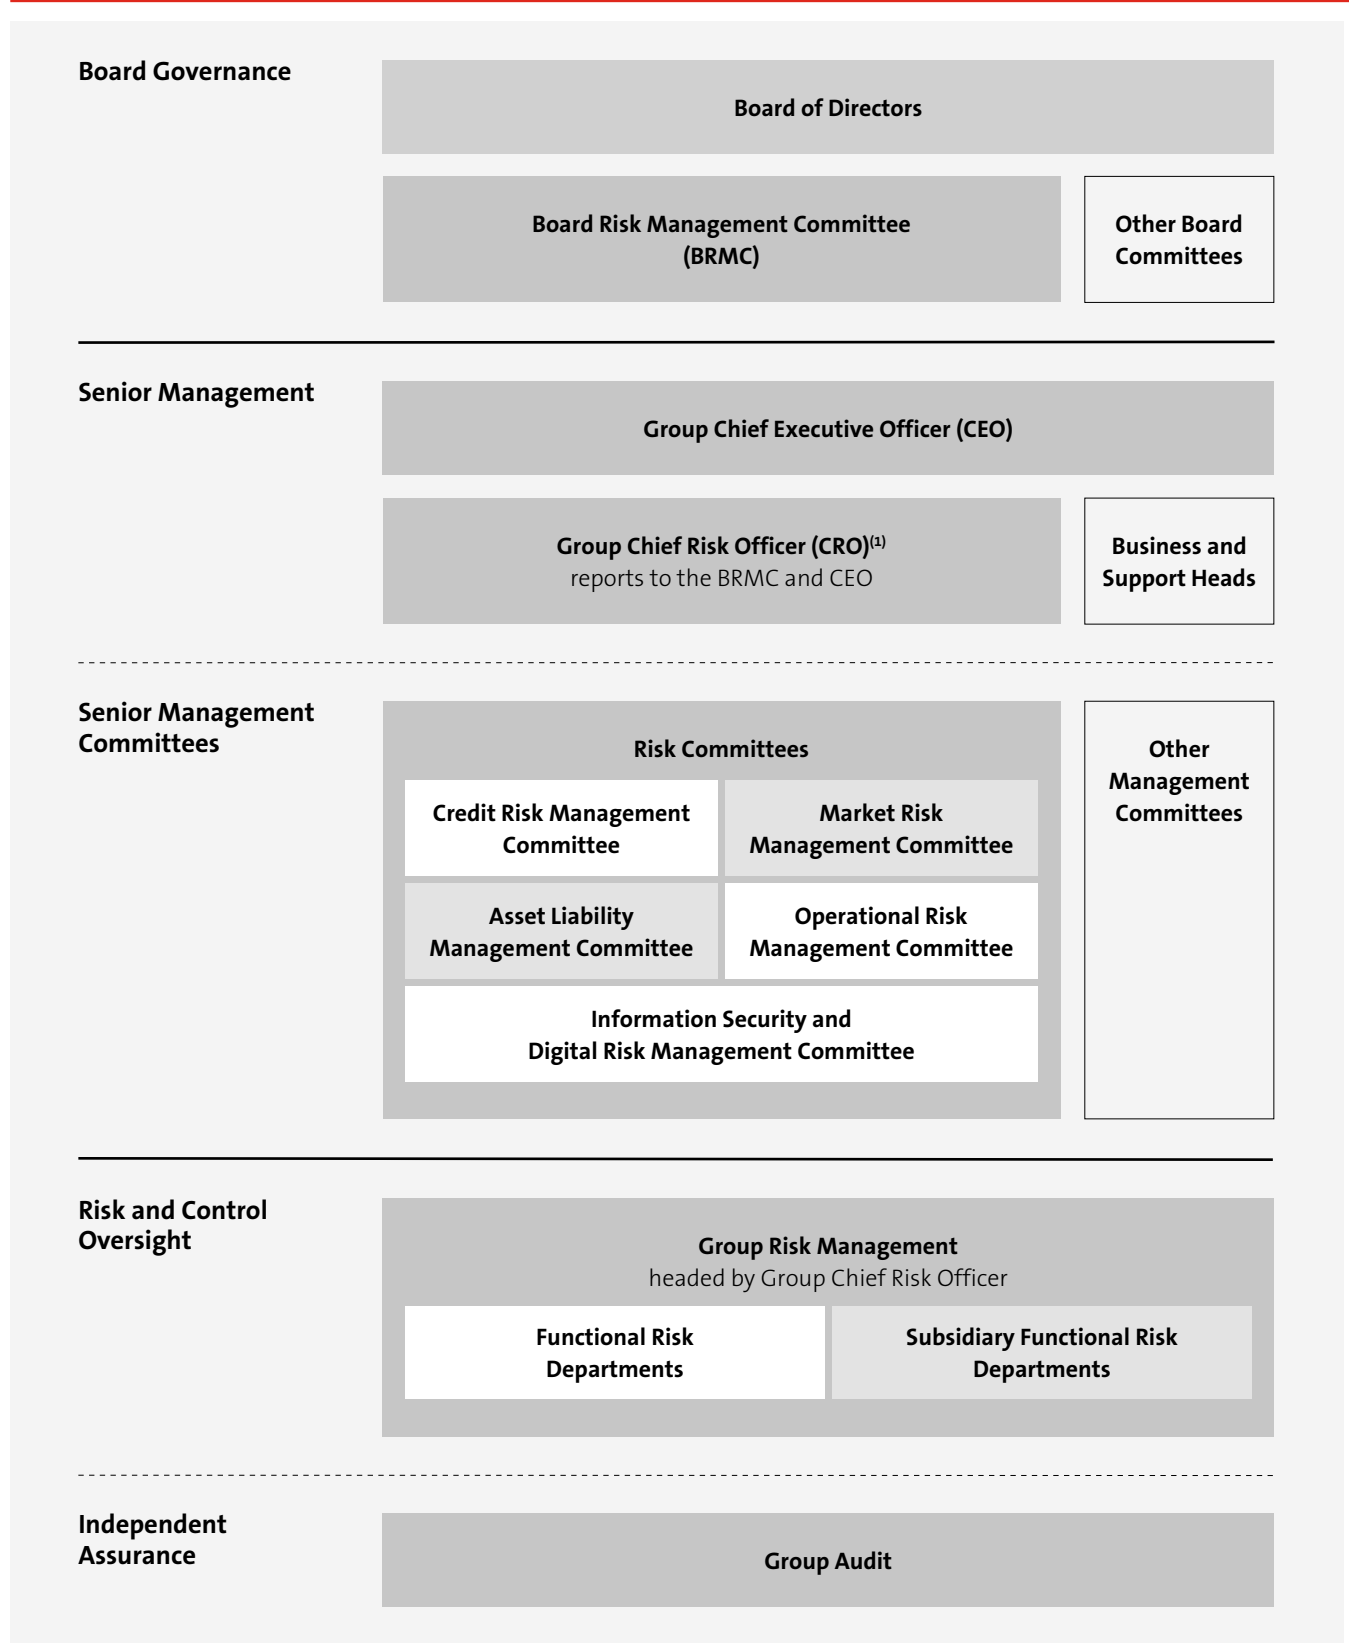 Board Governance
Board of Directors
Board Risk Management Committee
(BRMC)
Other Board
Committees
Senior Management
Group Chief Executive Officer (CEO)
Group Chief Risk Officer (CRO)(1)
reports to the BRMC and CEO
Business and
Support Heads
Senior Management
Committees
Risk Committees
Credit Risk Management
Committee
Market Risk
Management Committee
Asset Liability
Management Committee
Operational Risk
Management Committee
Information Security and
Digital Risk Management Committee
Other
Management
Committees
Risk and Control
Oversight
Group Risk Management
headed by Group Chief Risk Officer
Functional Risk
Departments
Subsidiary Functional Risk
Departments
Independent
Assurance
Group Audit